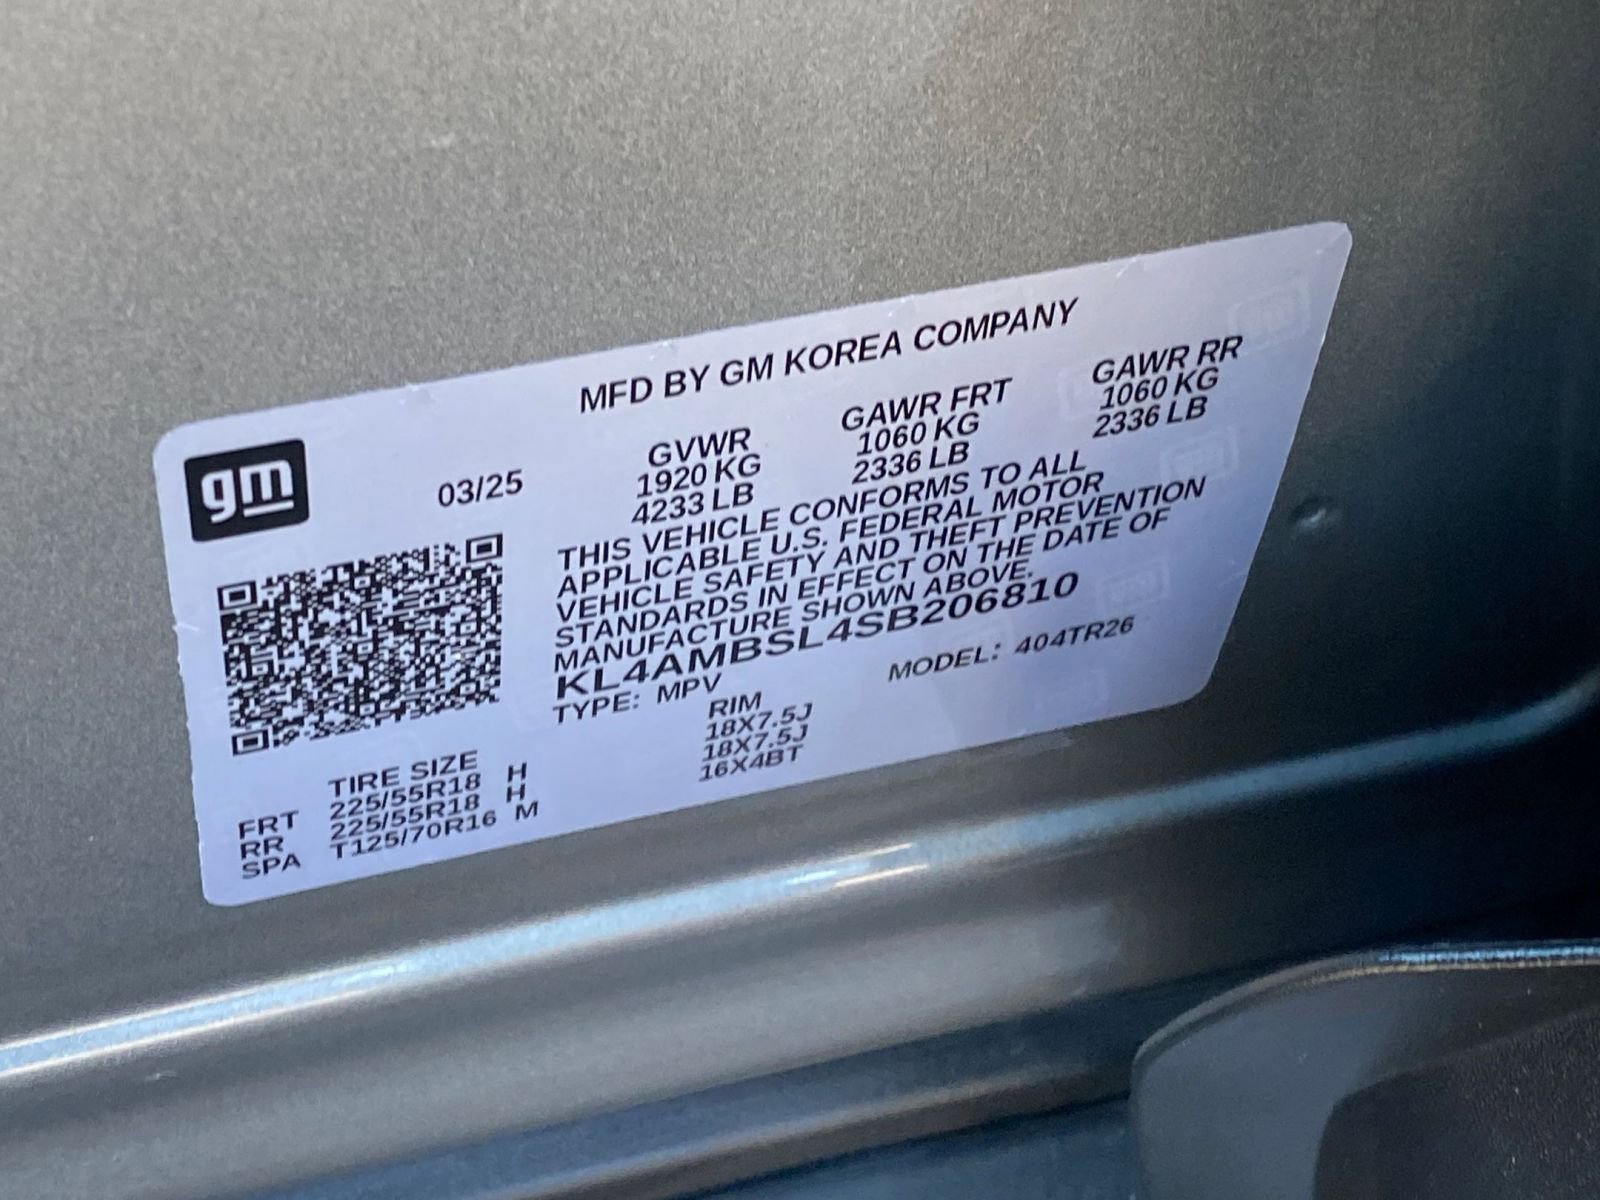 MFD BY GM KOREA COMPANY
gm
03/25
GVWR GAWR FRT GAWR RR
1920 KG 1060 KG 1060 KG
4233 LB 2336 LB 2336 LB
THIS VEHICLE CONFORMS TO ALL
APPLICABLE U.S. FEDERAL MOTOR
VEHICLE SAFETY AND THEFT PREVENTION
STANDARDS IN EFFECT ON THE DATE OF
MANUFACTURE SHOWN ABOVE.
KL4AMBSL4SB206810
TYPE: MPV MODEL: 404TR26
TIRE SIZE RIM
FRT 225/55R18 H 18X7.5J
RR 225/55R18 H 18X7.5J
SPA T125/70R16 M 16X4BT